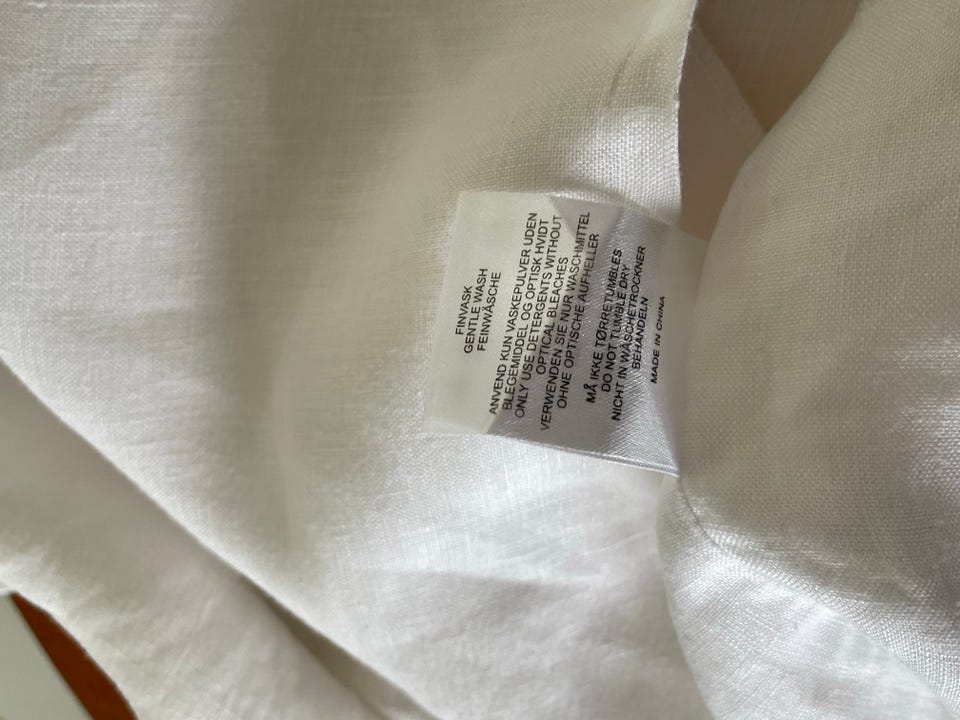 FINVASK
GENTLE WASH
FEINWÄSCHE
ANVEND KUN VASKEPULVER UDEN
BLEGEMIDDEL OG OPTISK HVIDT
ONLY USE DETERGENTS WITHOUT
OPTICAL BLEACHES
VERWENDEN SIE NUR WASCHMITTEL
OHNE OPTISCHE AUFHELLER
MÅ IKKE TØRRETUMBLES
DO NOT TUMBLE DRY
NICHT IN WÄSCHETROCKNER
BEHANDELN
MADE IN CHINA